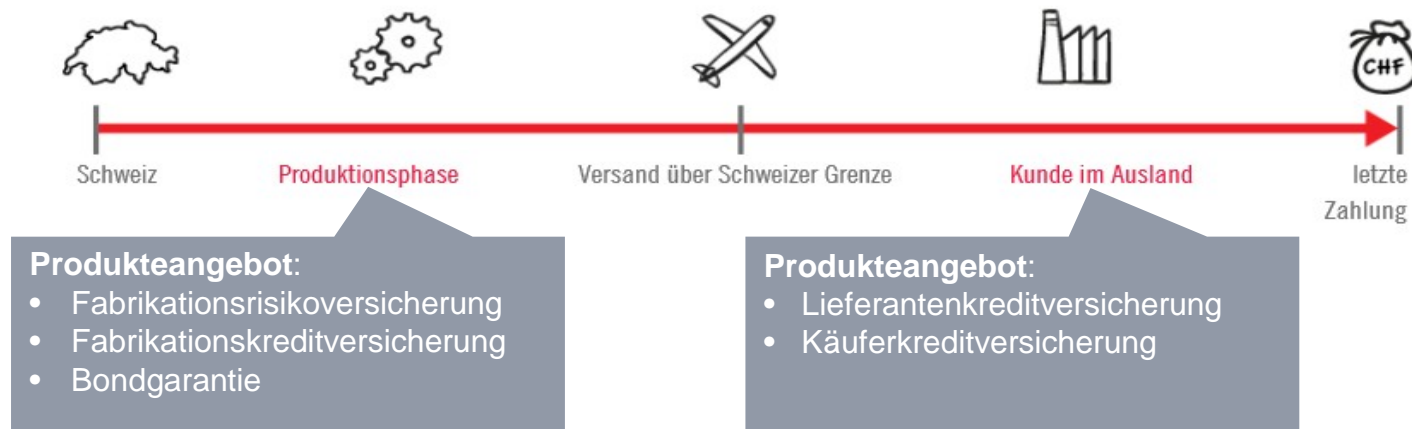 CHF
Schweiz
Produktionsphase
Versand über Schweizer Grenze
Kunde im Ausland
letzte
Zahlung
Produkteangebot:
• Fabrikationsrisikoversicherung
• Fabrikationskreditversicherung
• Bondgarantie
Produkteangebot:
• Lieferantenkreditversicherung
• Käuferkreditversicherung